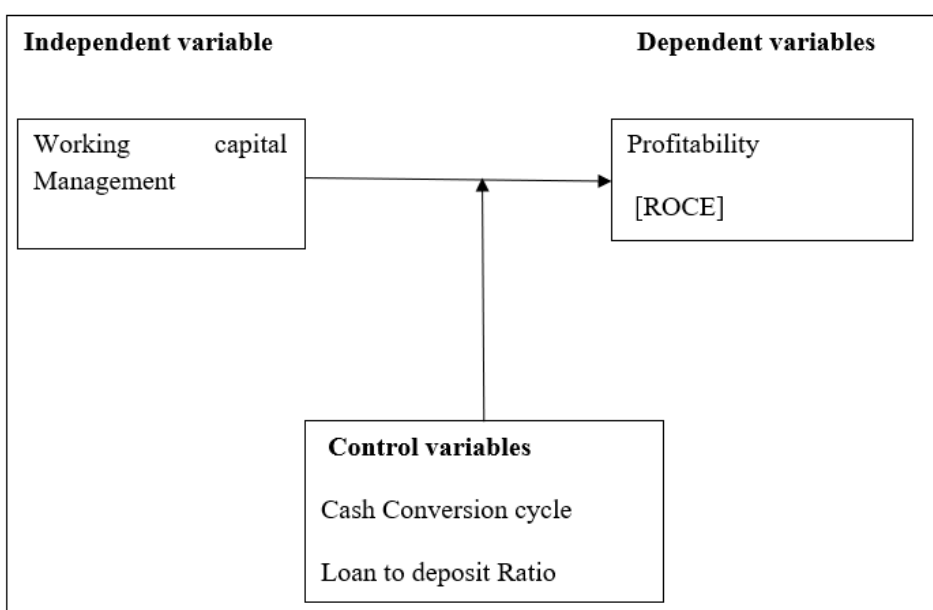 Independent variable
Dependent variables
Working capital
Management
Profitability
[ROCE]
Control variables
Cash Conversion cycle
Loan to deposit Ratio